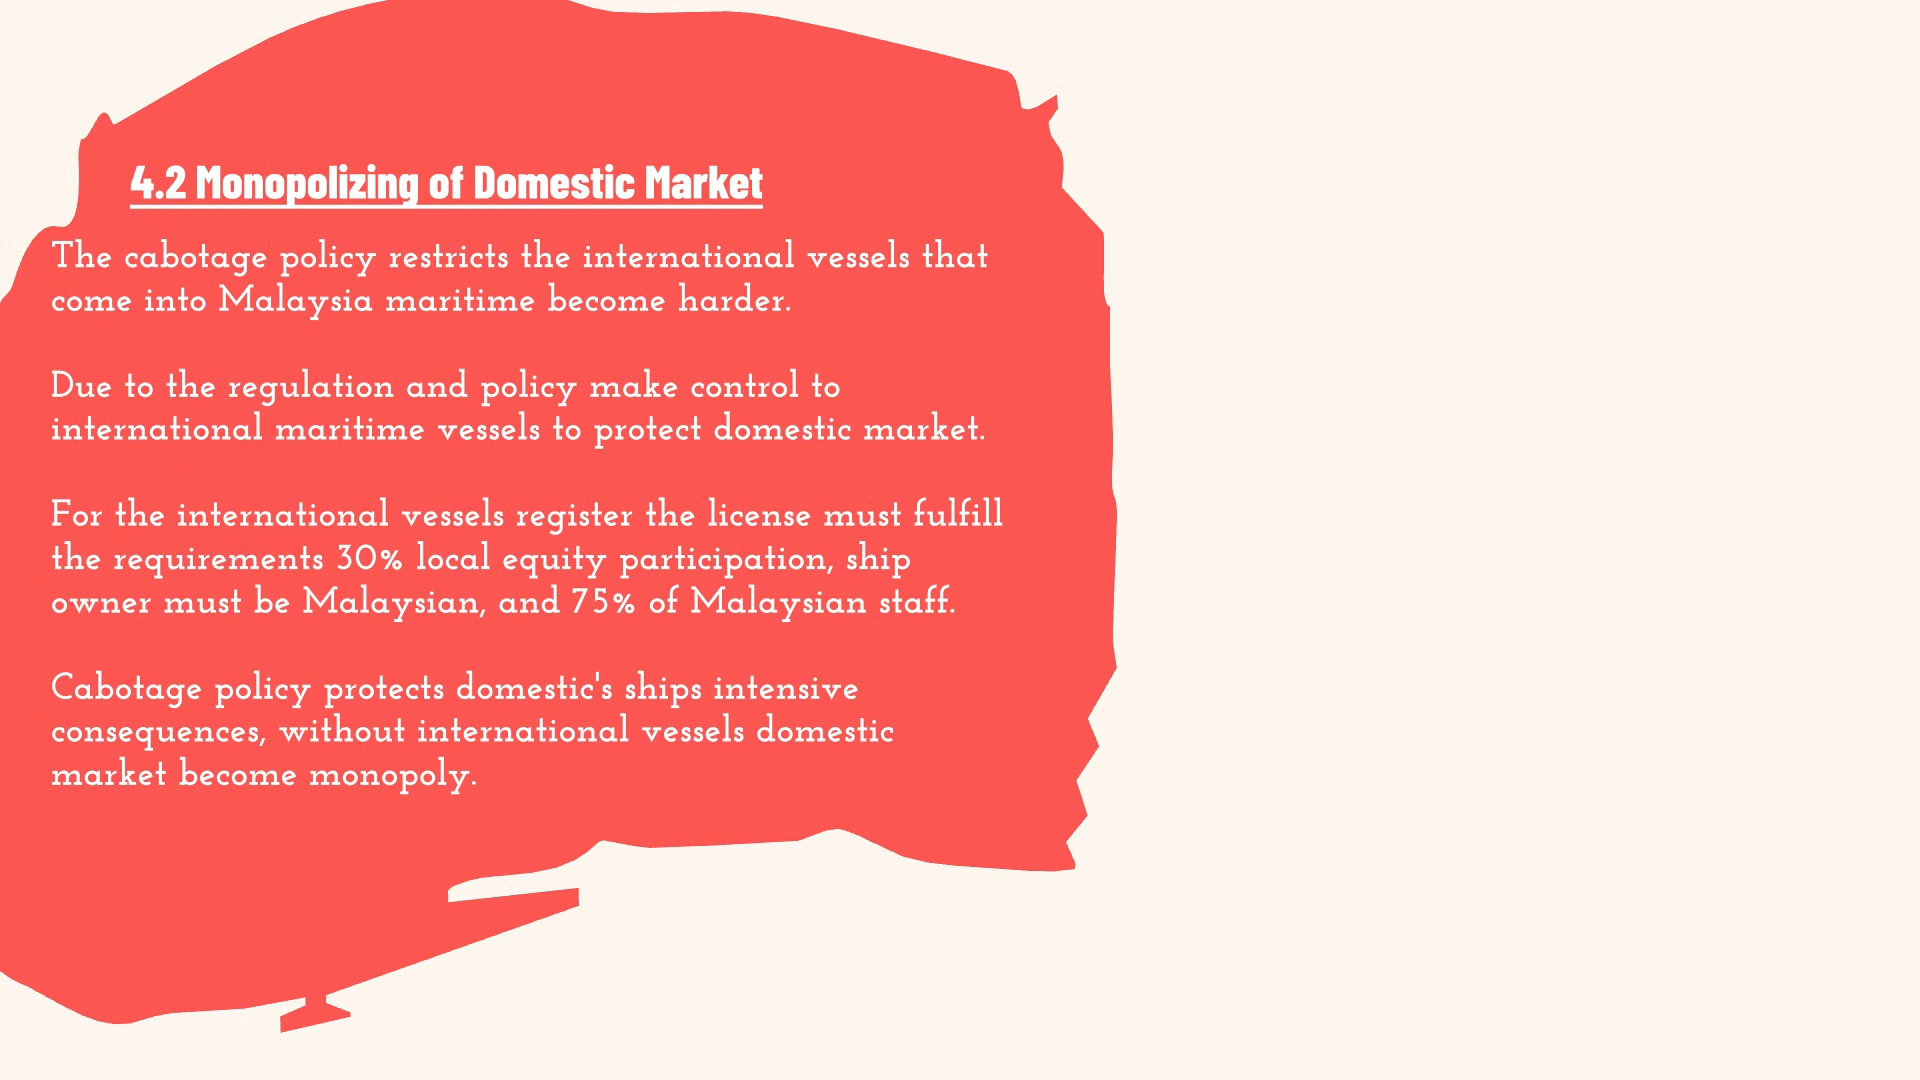 4.2 Monopolizing of Domestic Market
The cabotage policy restricts the international vessels that
come into Malaysia maritime become harder.
Due to the regulation and policy make control to
international maritime vessels to protect domestic market.
For the international vessels register the license must fulfill
the requirements 30% local equity participation, ship
owner must be Malaysian, and 75% of Malaysian staff.
Cabotage policy protects domestic's ships intensive
consequences, without international vessels domestic
market become monopoly.